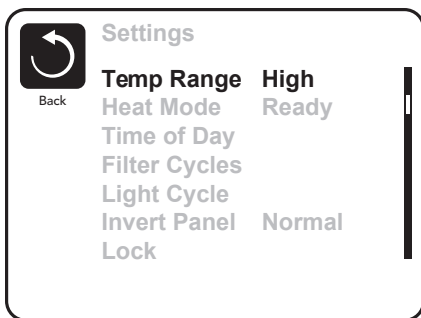 Settings
Back
Temp Range High
Heat Mode Ready
Time of Day
Filter Cycles
Light Cycle
Invert Panel Normal
Lock